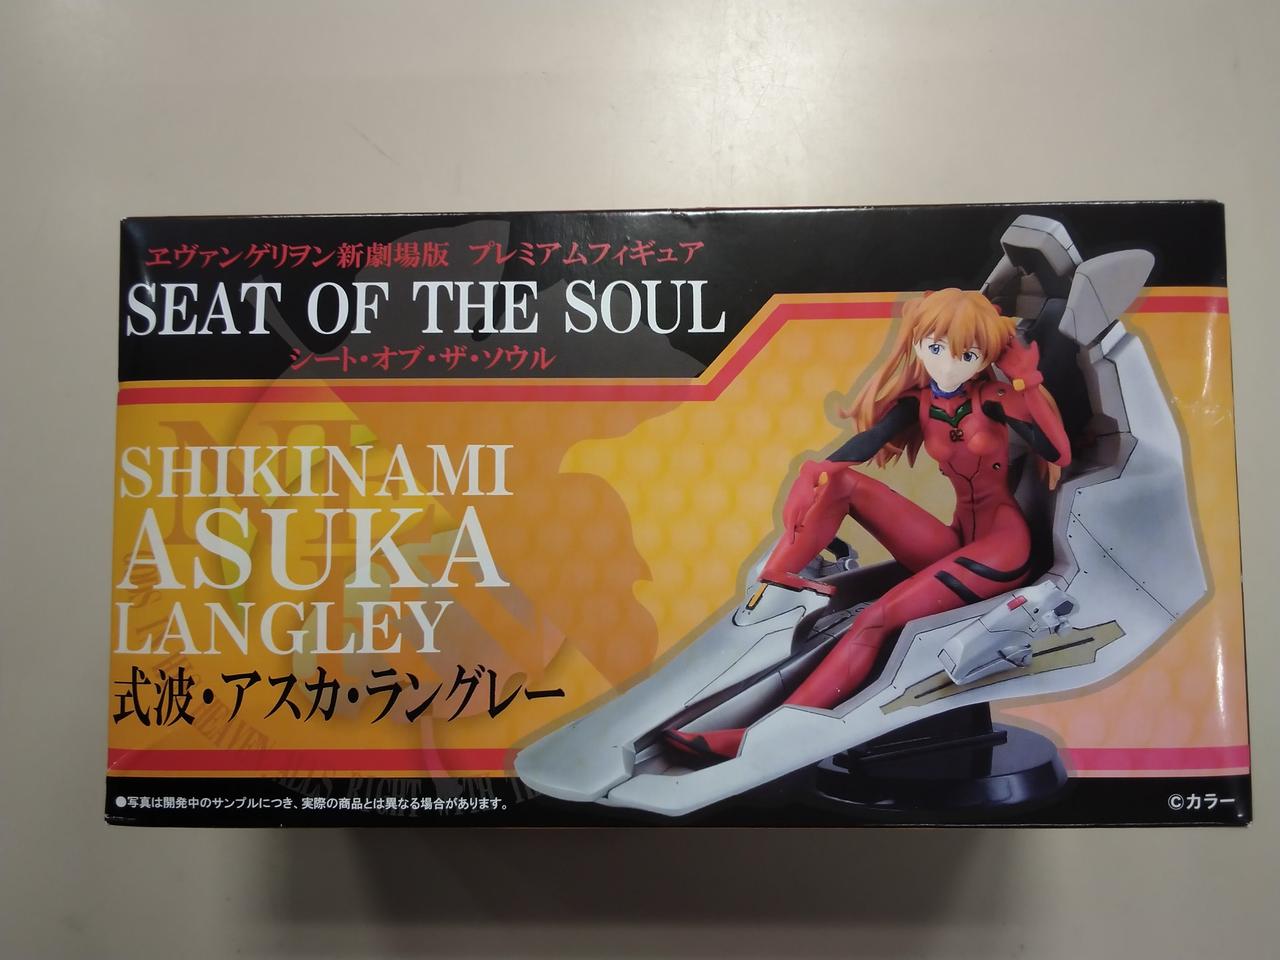 ヱヴァンゲリヲン新劇場版 プレミアムフィギュア
SEAT OF THE SOUL
シート・オブ・ザ・ソウル
SHIKINAMI
ASUKA
LANGLEY
式波・アスカ・ラングレー
02
●写真は開発中のサンプルにつき、実際の商品とは異なる場合があります。
©カラー